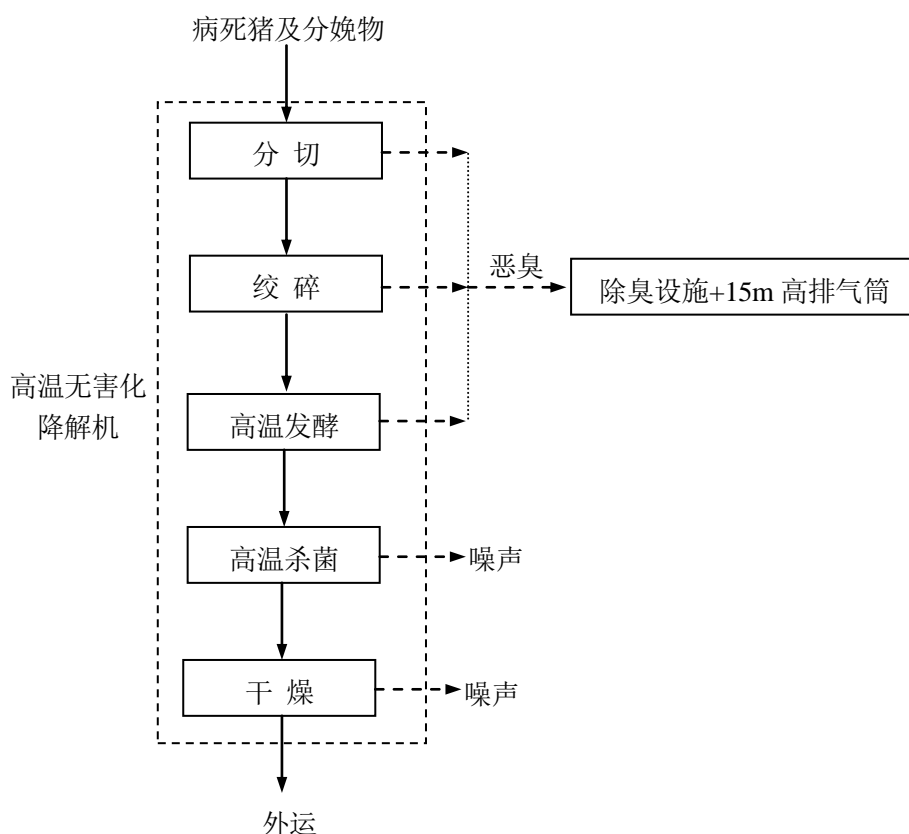 病死猪及分娩物
分 切
恶臭
绞 碎
除臭设施+15m 高排气筒
高温无害化
降解机
高温发酵
高温杀菌
噪声
干 燥
噪声
外运